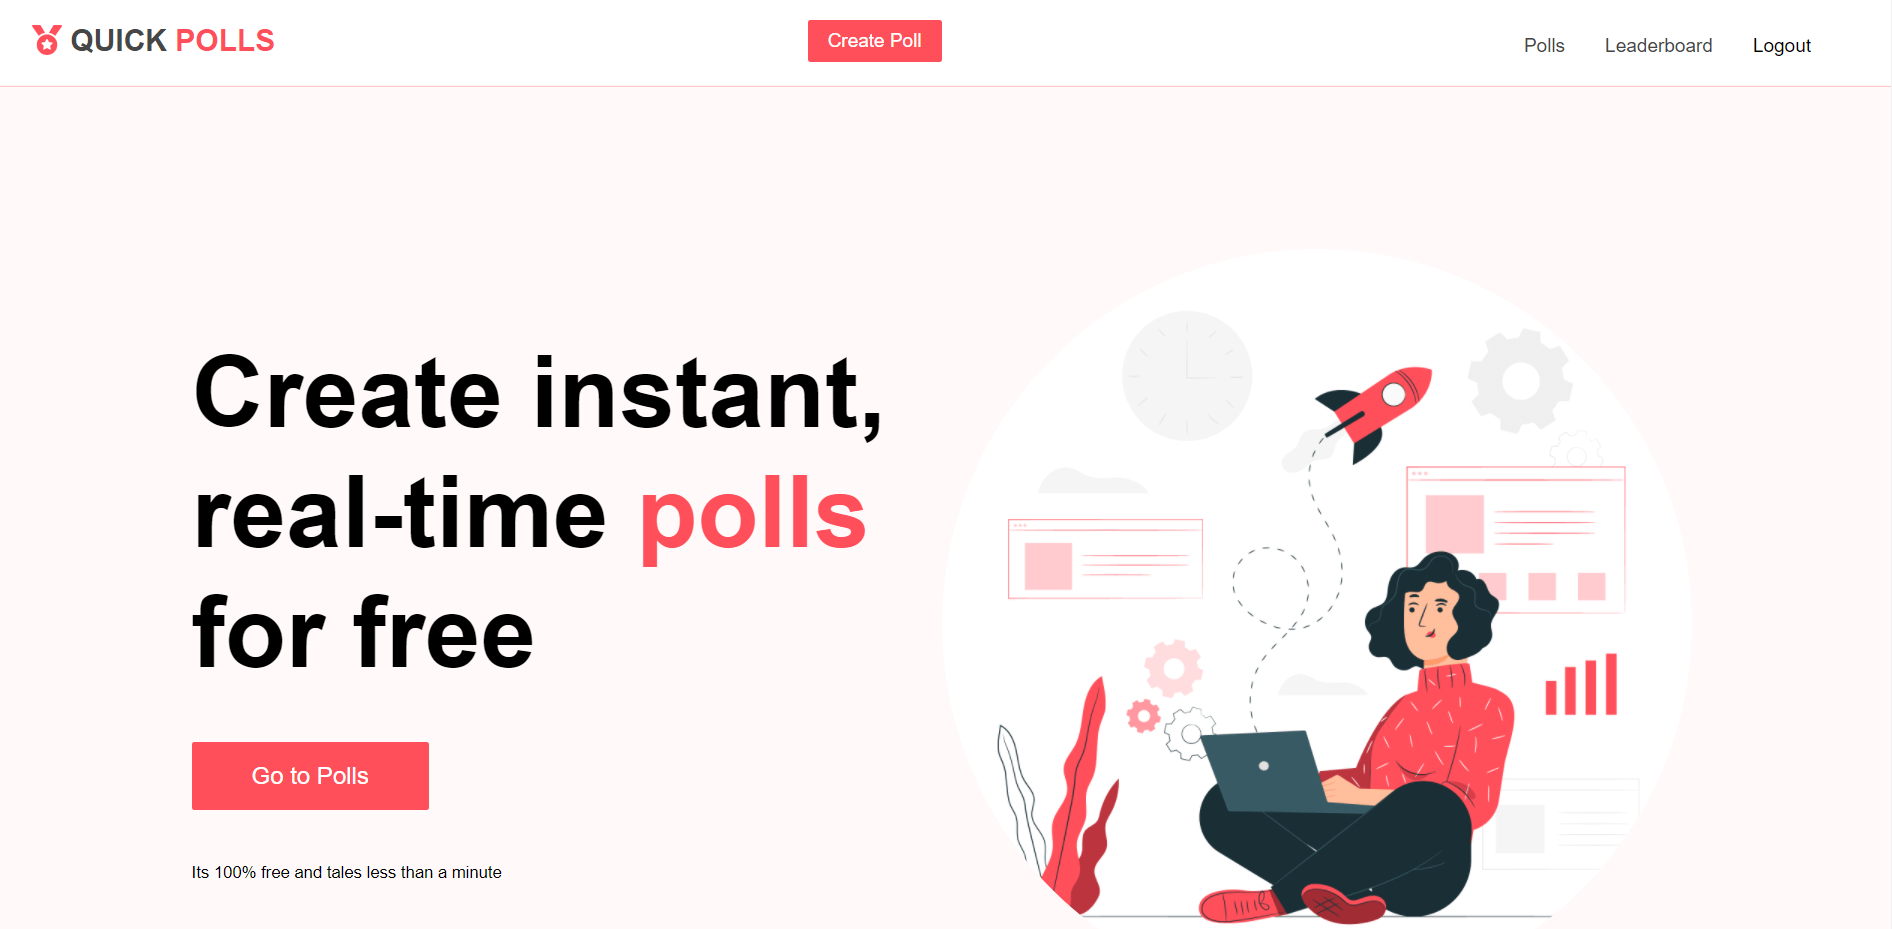 QUICK POLLS
Create Poll
Polls
Leaderboard
Logout
Create instant,
real-time polls
for free
Go to Polls
Its 100% free and tales less than a minute